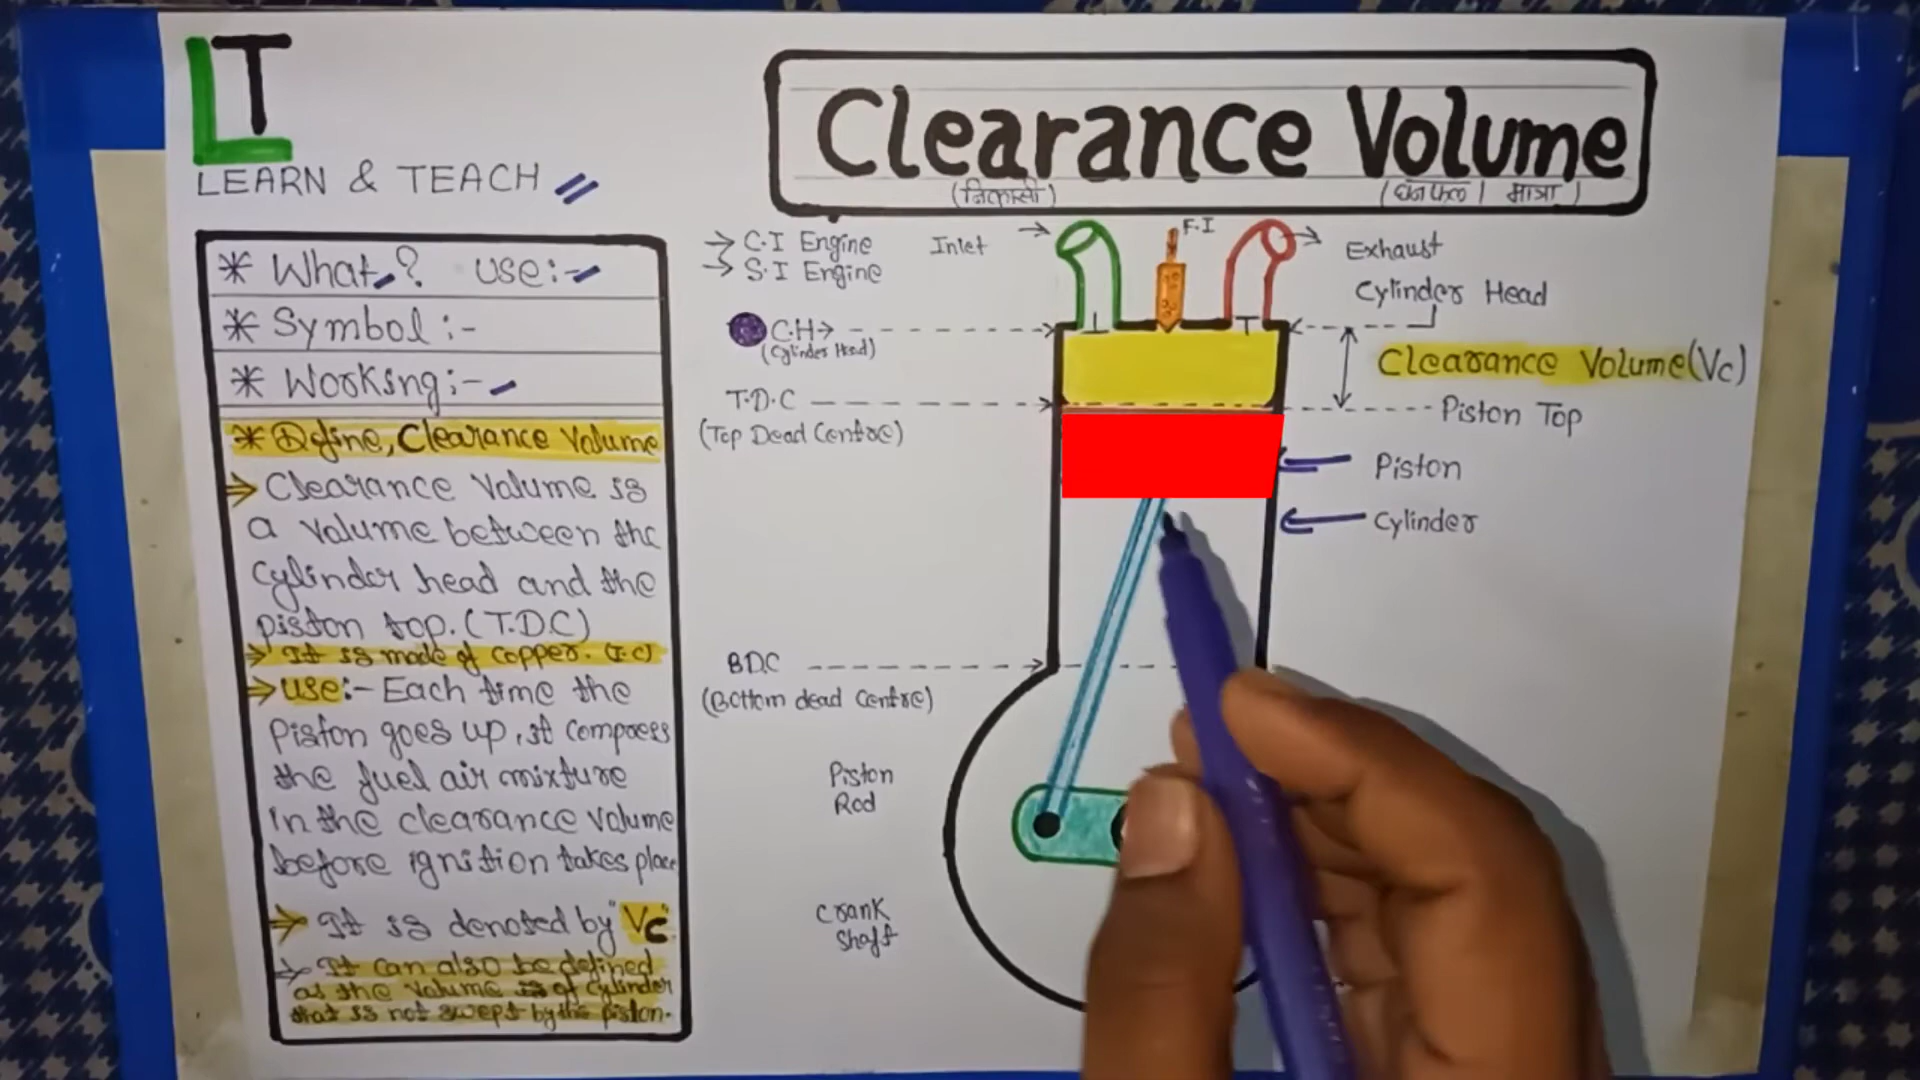 LT
LEARN & TEACH
Clearance Volume
(निकासी) (घनफल / मात्रा)
* What? use:-
* Symbol:-
* Working:-
* Define, Clearance Volume
→ Clearance Volume is
a volume between the
Cylinder head and the
piston top. (T.D.C)
→ It is made of copper. (I.C)
→ Use:- Each time the
Piston goes up, it compress
the fuel air mixture
in the clearance volume
before ignition takes place
→ It is denoted by "Vc"
→ It can also be defined
as the volume is of cylinder
that is not swept by the piston.
→ C.I Engine
→ S.I Engine
Inlet
F.I
Exhaust
Cylinder Head
C.H→
(Cylinder Head)
Clearance Volume(Vc)
T.D.C
(Top Dead Centre)
Piston Top
Piston
Cylinder
B.D.C
(Bottom dead Centre)
Piston
Rod
Crank
Shaft